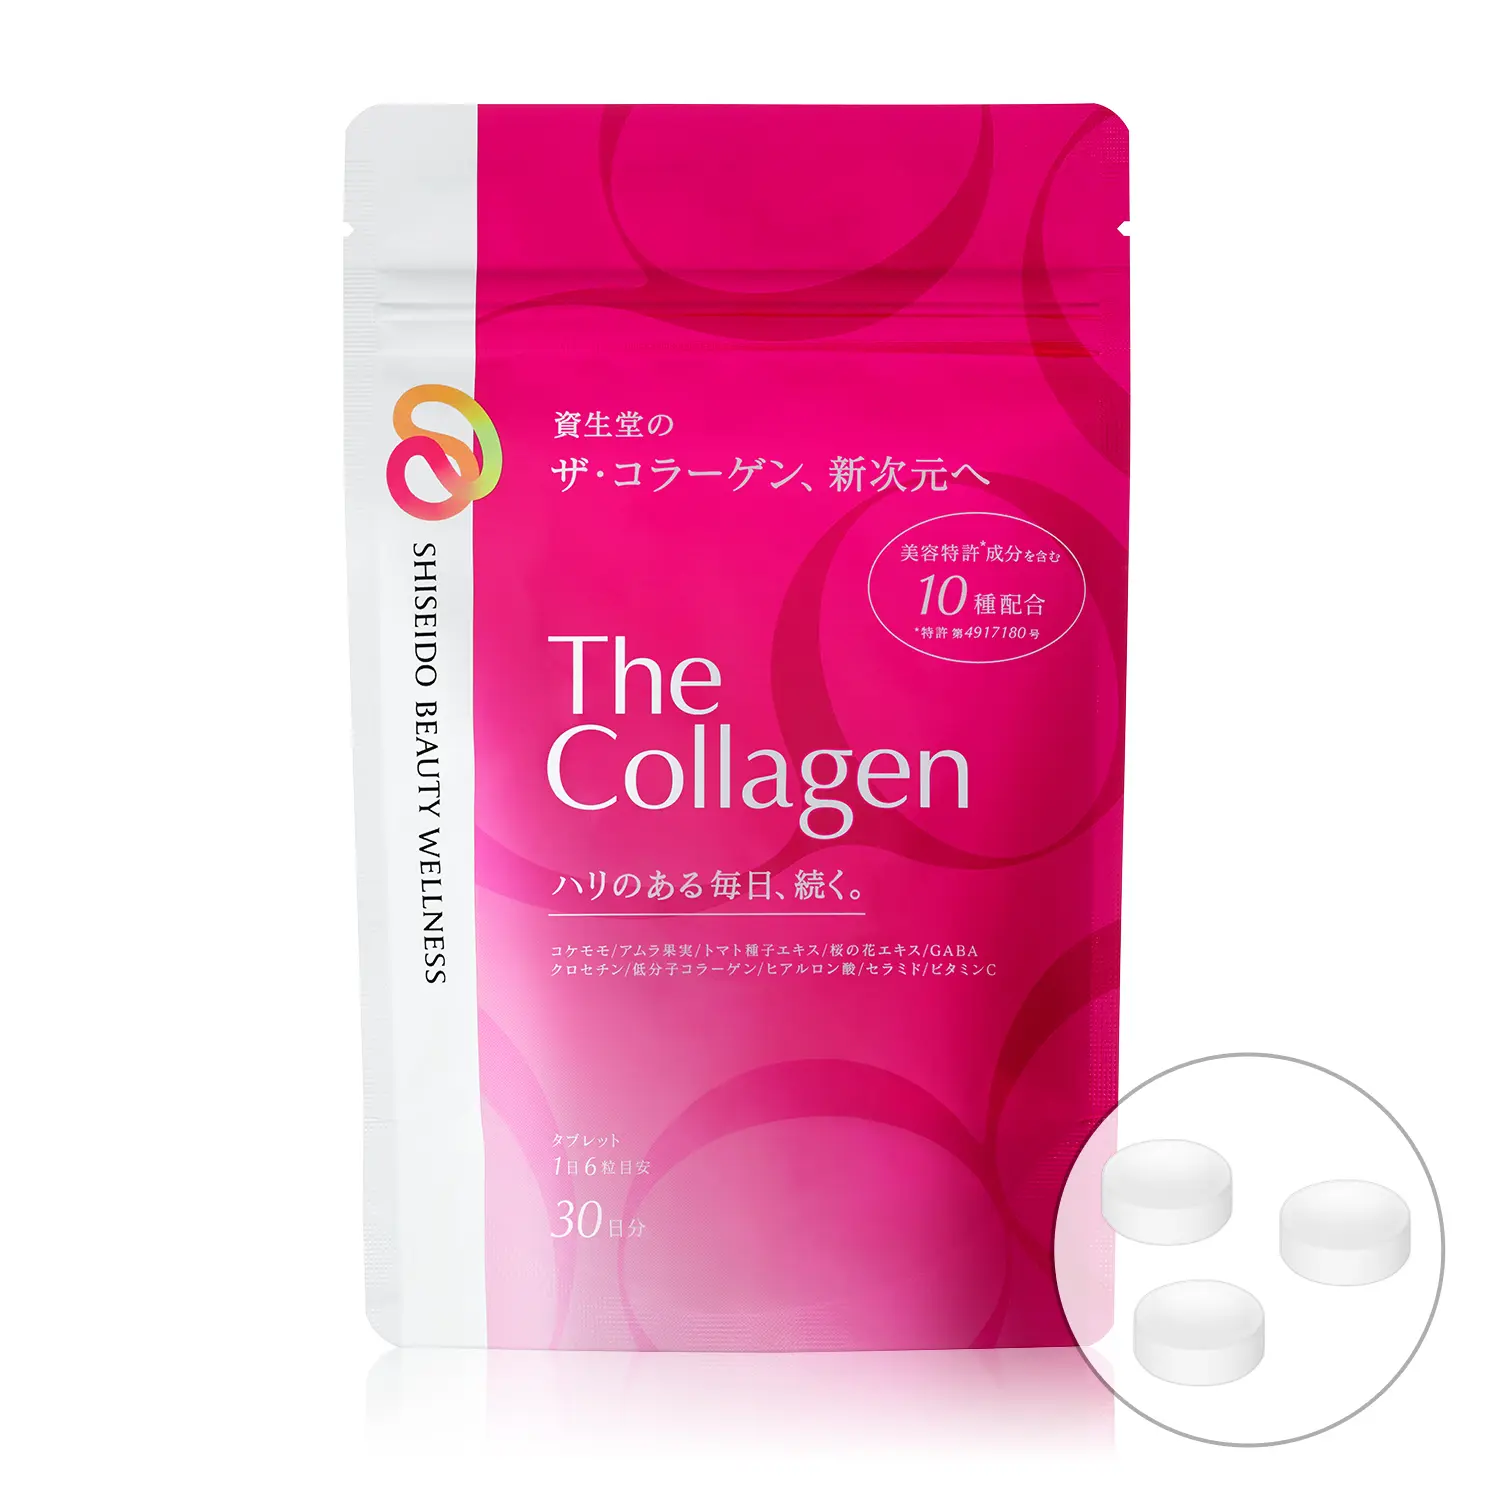 資生堂の
ザ・コラーゲン、新次元へ
美容特許*成分を含む
10種配合
*特許 第4917180号
The
Collagen
ハリのある毎日、続く。
コケモモ/アムラ果実/トマト種子エキス/桜の花エキス/GABA
クロセチン/低分子コラーゲン/ヒアルロン酸/セラミド/ビタミンC
タブレット
1日6粒目安
30日分
SHISEIDO BEAUTY WELLNESS